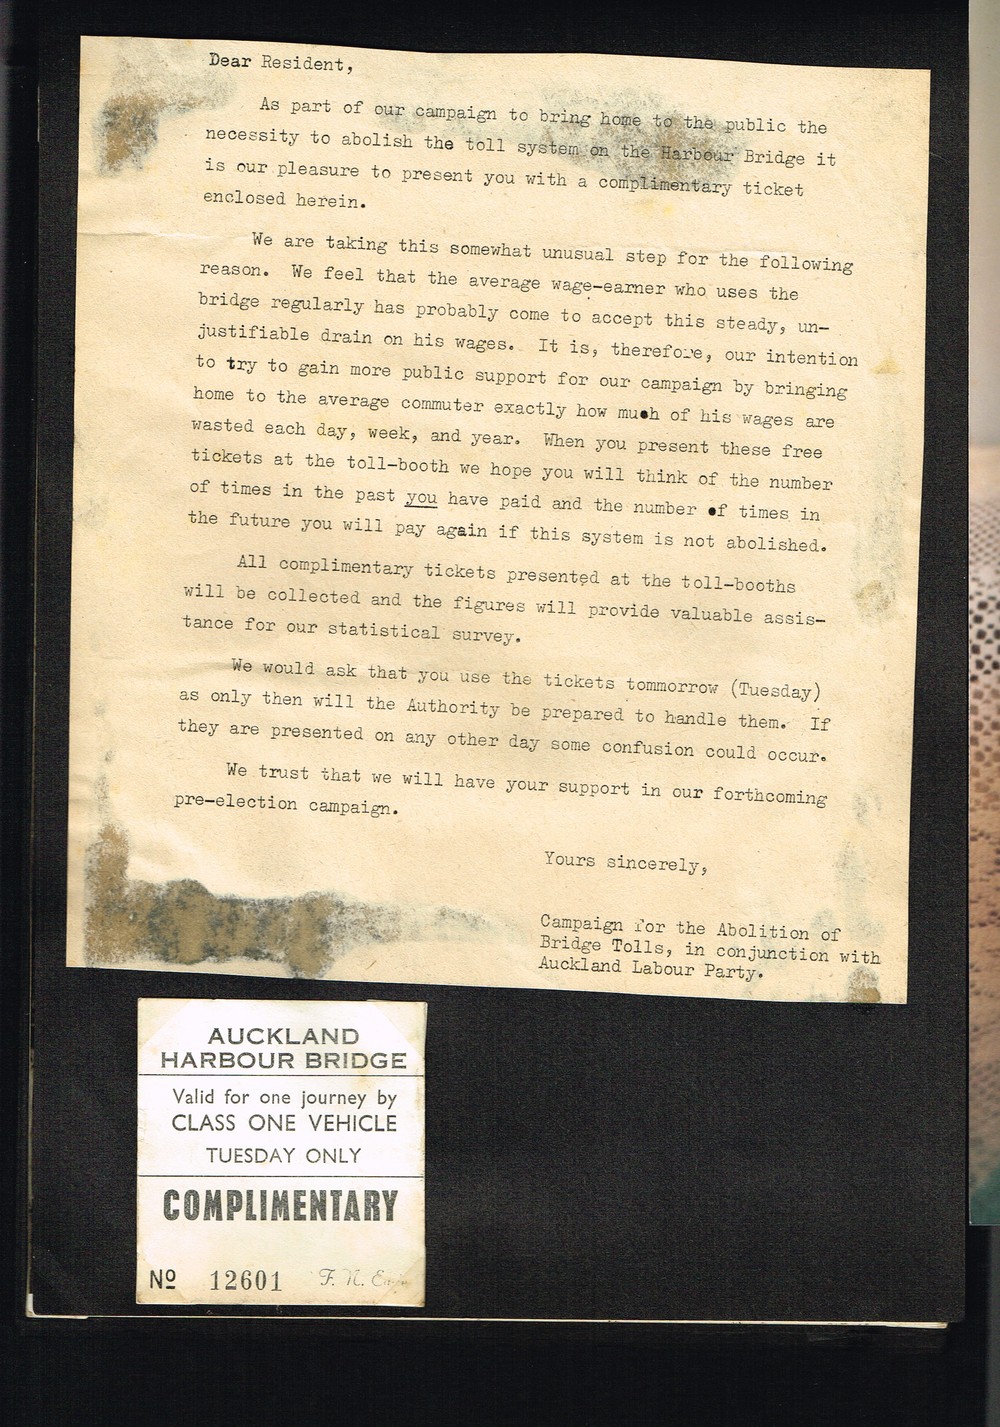 Dear Resident,
As part of our campaign to bring home to the public the
necessity to abolish the toll system on the Harbour Bridge it
is our pleasure to present you with a complimentary ticket
enclosed herein.
We are taking this somewhat unusual step for the following
reason. We feel that the average wage-earner who uses the
bridge regularly has probably come to accept this steady, un-
justifiable drain on his wages. It is, therefore, our intention
to try to gain more public support for our campaign by bringing
home to the average commuter exactly how much of his wages are
wasted each day, week, and year. When you present these free
tickets at the toll-booth we hope you will think of the number
of times in the past you have paid and the number of times in
the future you will pay again if this system is not abolished.
All complimentary tickets presented at the toll-booths
will be collected and the figures will provide valuable assis-
tance for our statistical survey.
We would ask that you use the tickets tommorrow (Tuesday)
as only then will the Authority be prepared to handle them. If
they are presented on any other day some confusion could occur.
We trust that we will have your support in our forthcoming
pre-election campaign.
Yours sincerely,
Campaign for the Abolition of
Bridge Tolls, in conjunction with
Auckland Labour Party.
AUCKLAND
HARBOUR BRIDGE
Valid for one journey by
CLASS ONE VEHICLE
TUESDAY ONLY
COMPLIMENTARY
Nº 12601 F. N.